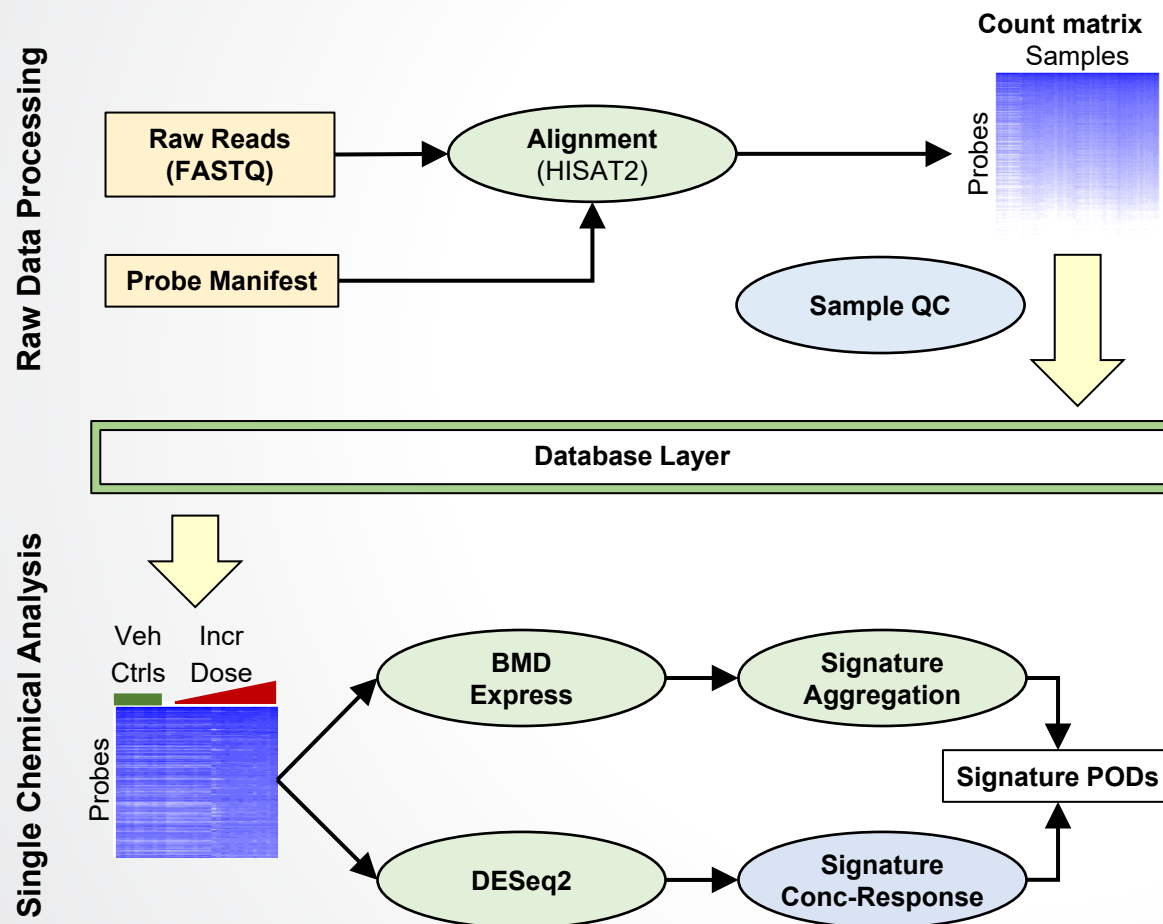 Raw Data Processing
Count matrix
Samples
Probes
Raw Reads
(FASTQ)
Alignment
(HISAT2)
Probe Manifest
Sample QC
Database Layer
Single Chemical Analysis
Veh
Ctrls
Incr
Dose
Probes
BMD
Express
Signature
Aggregation
Signature PODs
DESeq2
Signature
Conc-Response